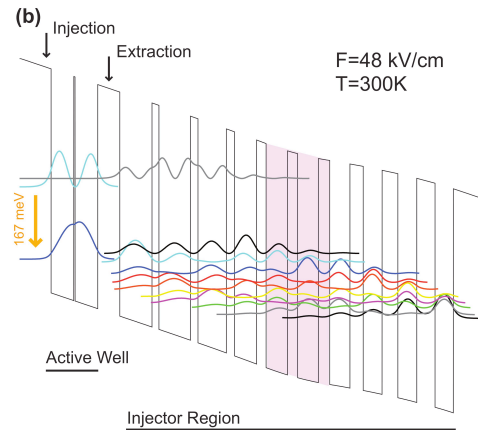 (b)
Injection
Extraction
F=48 kV/cm
T=300K
167 meV
Active Well
Injector Region